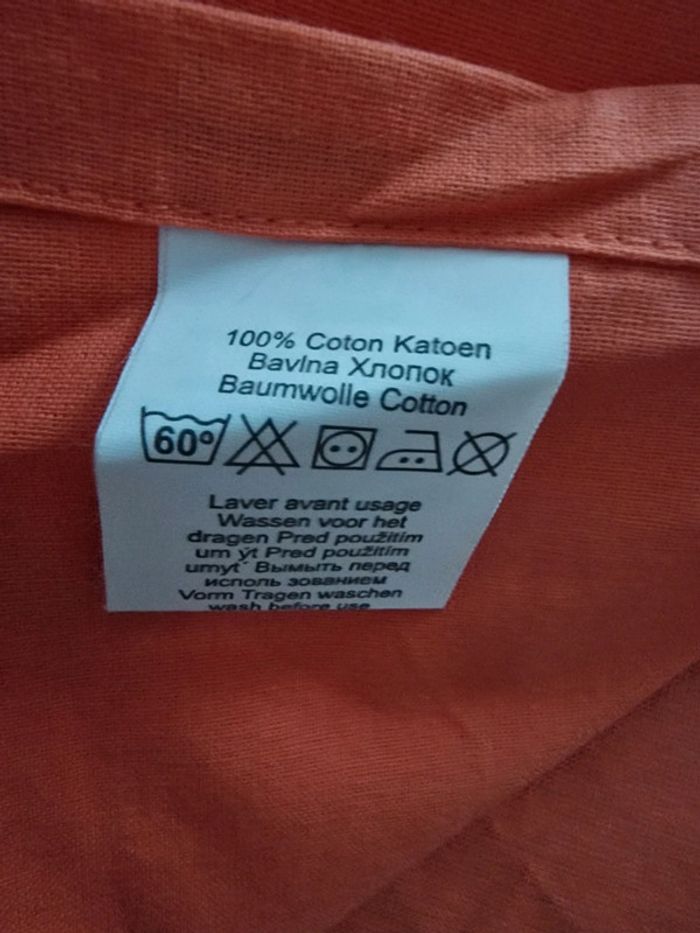 100% Coton Katoen
Bavlna Хлопок
Baumwolle Cotton
60º
Laver avant usage
Wassen voor het
dragen Pred použitím
um ýt Pred použitím
umyt´ Вымыть перед
исполь зованием
Vorm Tragen waschen
wash before use